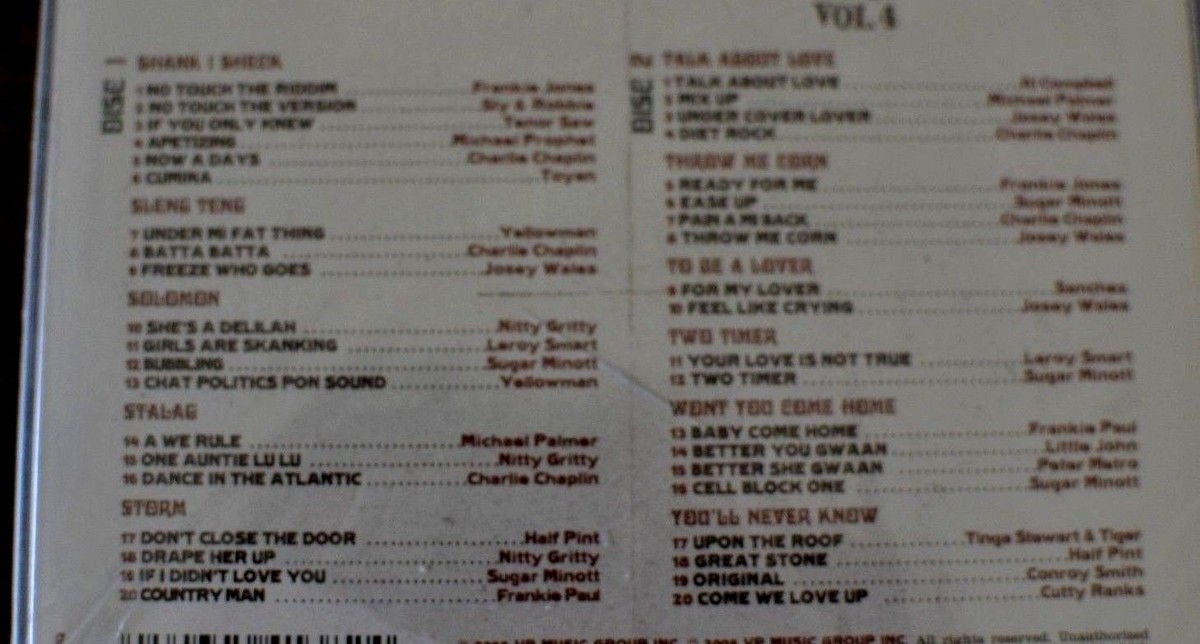 VOL 4
DISC 1
SHANK I SHECK
1 NO TOUCH THE RIDDIM Frankie Jones
2 NO TOUCH THE VERSION Sly & Robbie
3 IF YOU ONLY KNEW Tenor Saw
4 APETIZING Michael Prophet
5 NOW A DAYS Charlie Chaplin
6 CUMINA Toyan
SLENG TENG
7 UNDER MI FAT THING Yellowman
8 BATTA BATTA Charlie Chaplin
9 FREEZE WHO GOES Josey Wales
SOLOMON
10 SHE'S A DELILAH Nitty Gritty
11 GIRLS ARE SKANKING Leroy Smart
12 BUBBLING Sugar Minott
13 CHAT POLITICS PON SOUND Yellowman
STALAG
14 A WE RULE Michael Palmer
15 ONE AUNTIE LU LU Nitty Gritty
16 DANCE IN THE ATLANTIC Charlie Chaplin
STORM
17 DON'T CLOSE THE DOOR Half Pint
18 DRAPE HER UP Nitty Gritty
19 IF I DIDN'T LOVE YOU Sugar Minott
20 COUNTRY MAN Frankie Paul
DISC 2
TALK ABOUT LOVE
1 TALK ABOUT LOVE Al Campbell
2 MIX UP Michael Palmer
3 UNDER COVER LOVER Josey Wales
4 DIET ROCK Charlie Chaplin
THROW ME CORN
5 READY FOR ME Frankie Jones
6 EASE UP Sugar Minott
7 PAIN A MI BACK Charlie Chaplin
8 THROW ME CORN Josey Wales
TO BE A LOVER
9 FOR MY LOVER Sanchez
10 FEEL LIKE CRYING Josey Wales
TWO TIMER
11 YOUR LOVE IS NOT TRUE Leroy Smart
12 TWO TIMER Sugar Minott
WONT YOU COME HOME
13 BABY COME HOME Frankie Paul
14 BETTER YOU GWAAN Little John
15 BETTER SHE GWAAN Peter Metro
16 CELL BLOCK ONE Sugar Minott
YOU'LL NEVER KNOW
17 UPON THE ROOF Tinga Stewart & Tiger
18 GREAT STONE Half Pint
19 ORIGINAL Conroy Smith
20 COME WE LOVE UP Cutty Ranks
VP MUSIC GROUP INC. VP MUSIC GROUP INC. All rights reserved. Unauthorised